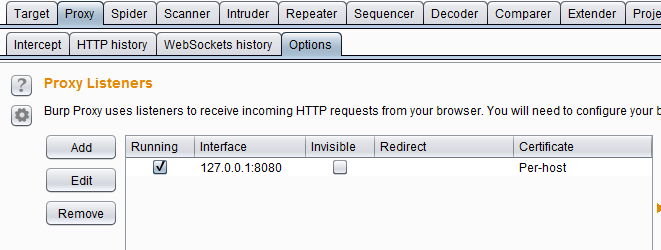 Target Proxy Spider Scanner Intruder Repeater Sequencer Decoder Comparer Extender Proje
Intercept HTTP history WebSockets history Options
? Proxy Listeners
Burp Proxy uses listeners to receive incoming HTTP requests from your browser. You will need to configure your b
Add Running Interface Invisible Redirect Certificate
127.0.0.1:8080 Per-host
Edit
Remove